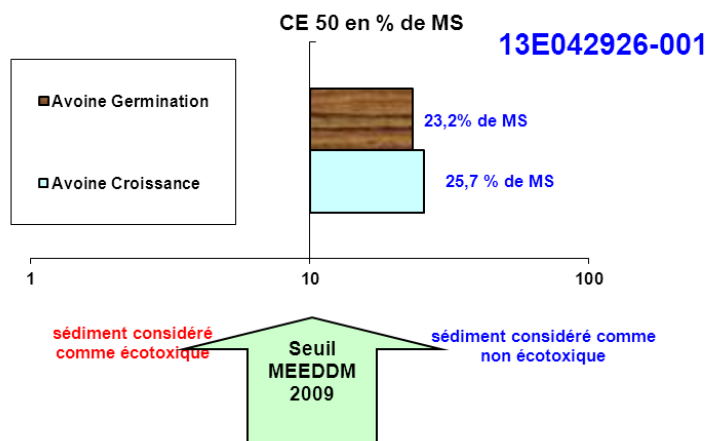 CE 50 en % de MS
13E042926-001
Avoine Germination
23,2% de MS
Avoine Croissance
25,7 % de MS
1
10
100
sédiment considéré
comme écotoxique
Seuil
MEEDDM
2009
sédiment considéré comme
non écotoxique